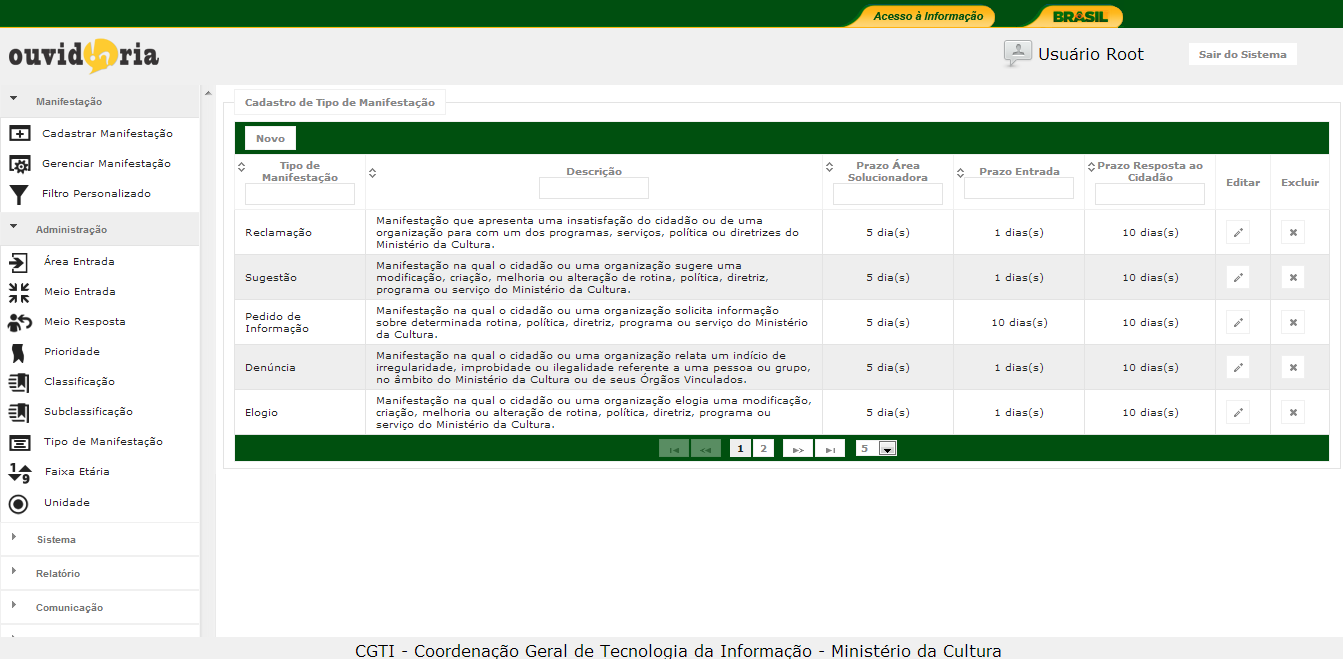 Acesso à Informação
BRASIL
ouvidoria
Usuário Root
Sair do Sistema
Manifestação
Cadastrar Manifestação
Gerenciar Manifestação
Filtro Personalizado
Administração
Área Entrada
Meio Entrada
Meio Resposta
Prioridade
Classificação
Subclassificação
Tipo de Manifestação
Faixa Etária
Unidade
Sistema
Relatório
Comunicação
Cadastro de Tipo de Manifestação
Novo
Tipo de
Manifestação
Descrição
Prazo Área
Solucionadora
Prazo Entrada
Prazo Resposta ao
Cidadão
Editar
Excluir
Reclamação
Manifestação que apresenta uma insatisfação do cidadão ou de uma
organização para com um dos programas, serviços, política ou diretrizes do
Ministério da Cultura.
5 dia(s)
1 dias(s)
10 dias(s)
Sugestão
Manifestação na qual o cidadão ou uma organização sugere uma
modificação, criação, melhoria ou alteração de rotina, política, diretriz,
programa ou serviço do Ministério da Cultura.
5 dia(s)
1 dias(s)
10 dias(s)
Pedido de
Informação
Manifestação na qual o cidadão ou uma organização solicita informação
sobre determinada rotina, política, diretriz, programa ou serviço do Ministério
da Cultura.
5 dia(s)
10 dias(s)
10 dias(s)
Denúncia
Manifestação na qual o cidadão ou uma organização relata um indício de
irregularidade, improbidade ou ilegalidade referente a uma pessoa ou grupo,
no âmbito do Ministério da Cultura ou de seus Órgãos Vinculados.
5 dia(s)
1 dias(s)
10 dias(s)
Elogio
Manifestação na qual o cidadão ou uma organização elogia uma modificação,
criação, melhoria ou alteração de rotina, política, diretriz, programa ou
serviço do Ministério da Cultura.
5 dia(s)
1 dias(s)
10 dias(s)
1 2 5
CGTI - Coordenação Geral de Tecnologia da Informação - Ministério da Cultura